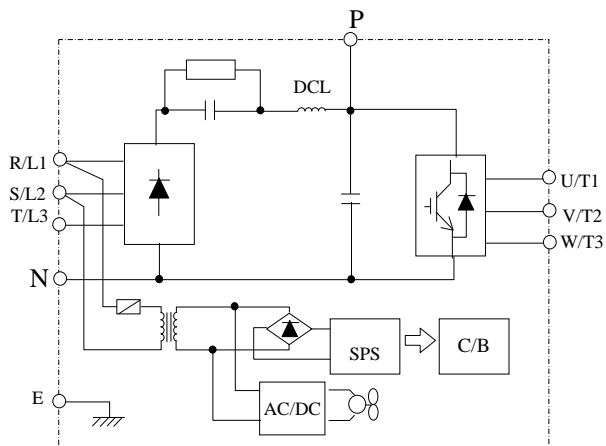 P
DCL
R/L1
S/L2
T/L3
U/T1
V/T2
W/T3
N
SPS
C/B
E
AC/DC